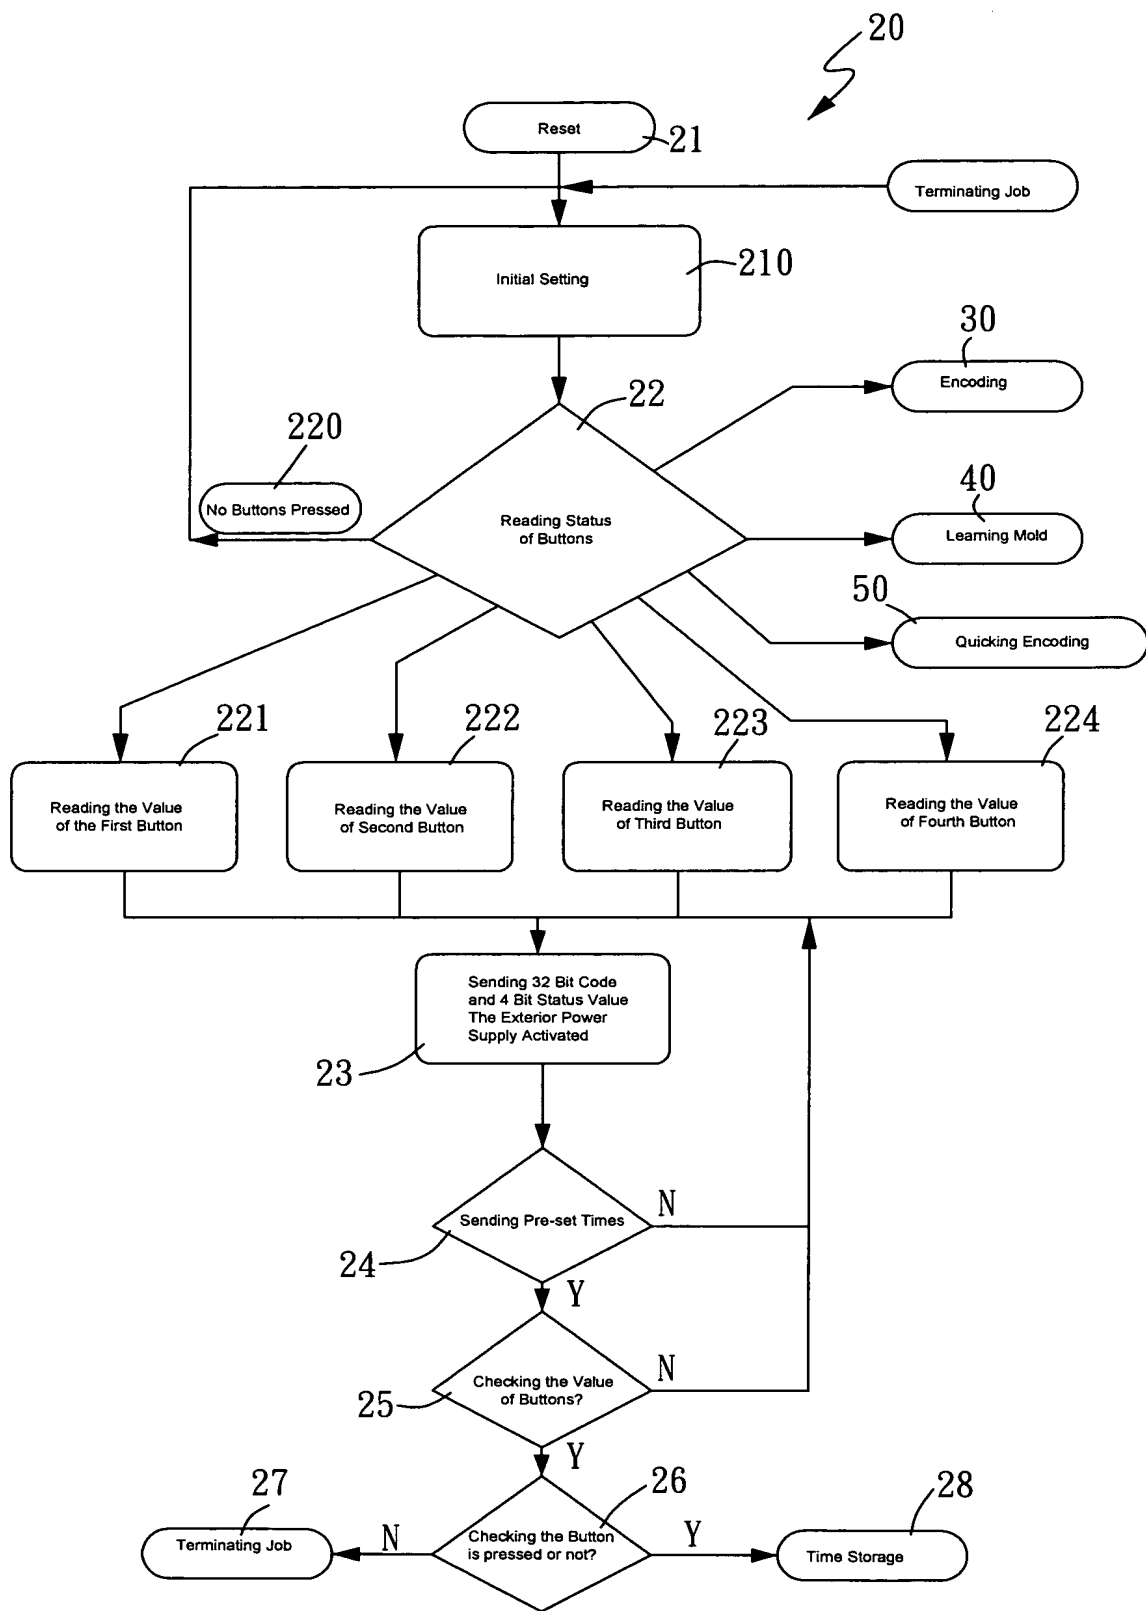 20
Reset
21
Terminating Job
Initial Setting
210
30
Encoding
22
220
No Buttons Pressed
Reading Status
of Buttons
40
Learning Mold
50
Quicking Encoding
221
222
223
224
Reading the Value
of the First Button
Reading the Value
of Second Button
Reading the Value
of Third Button
Reading the Value
of Fourth Button
Sending 32 Bit Code
and 4 Bit Status Value
The Exterior Power
Supply Activated
23
Sending Pre-set Times
N
24
Y
Checking the Value
of Buttons?
N
25
Y
26
27
28
Terminating Job
N
Checking the Button
is pressed or not?
Y
Time Storage